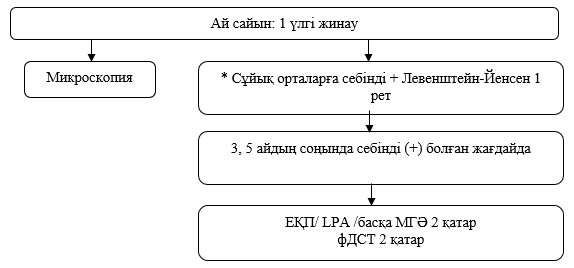 Ай сайын: 1 үлгі жинау
Микроскопия
* Сұйық орталарға себінді + Левенштейн-Йенсен 1
рет
3, 5 айдың соңында себінді (+) болған жағдайда
ЕҚП/ LPA /басқа МГӘ 2 қатар
фДСТ 2 қатар